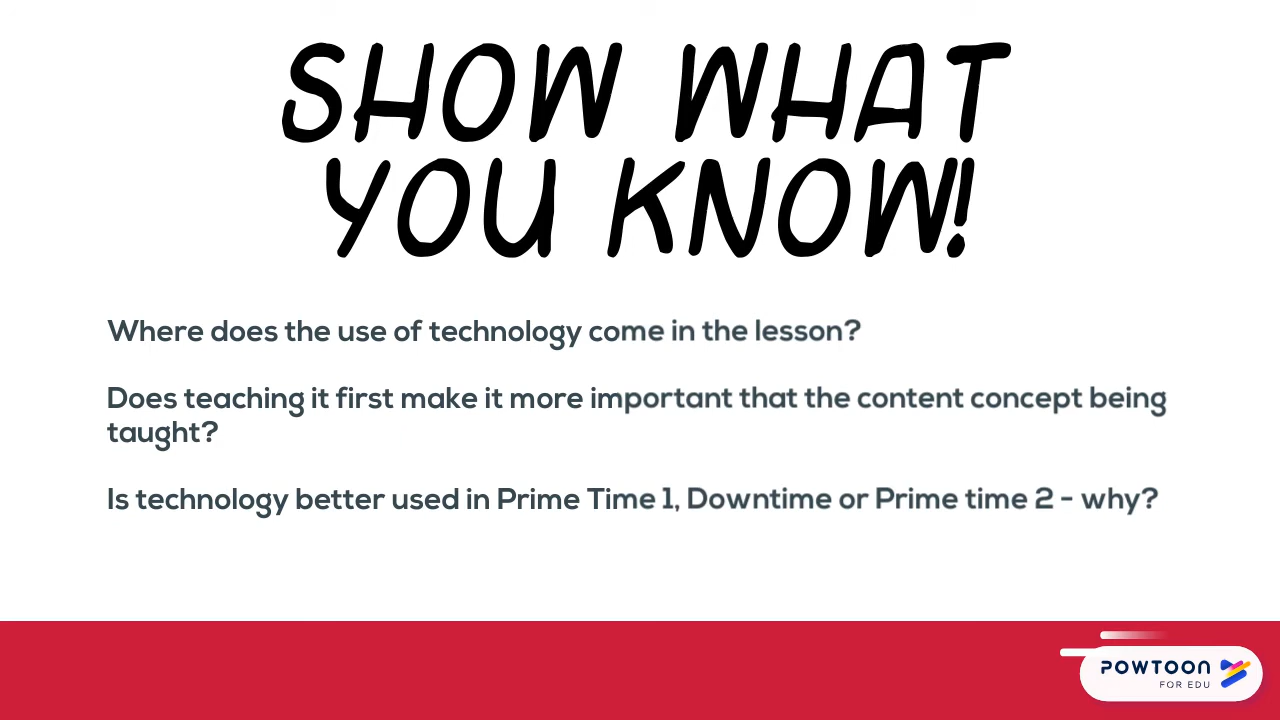 SHOW WHAT
YOU KNOW!
Where does the use of technology come in the lesson?
Does teaching it first make it more important that the content concept being
taught?
Is technology better used in Prime Time 1, Downtime or Prime time 2 - why?
POWTOON
FOR EDU